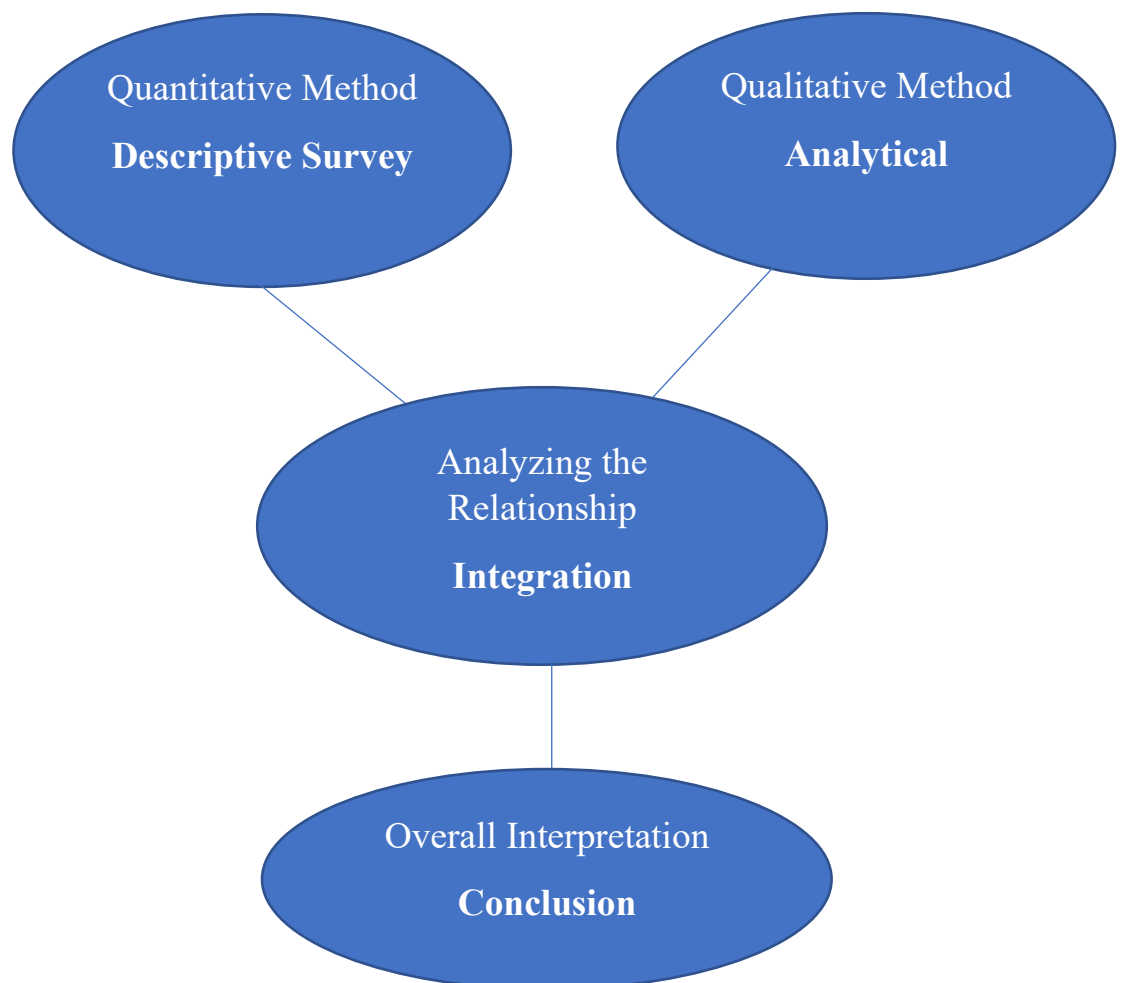 Quantitative Method
Descriptive Survey
Qualitative Method
Analytical
Analyzing the
Relationship
Integration
Overall Interpretation
Conclusion